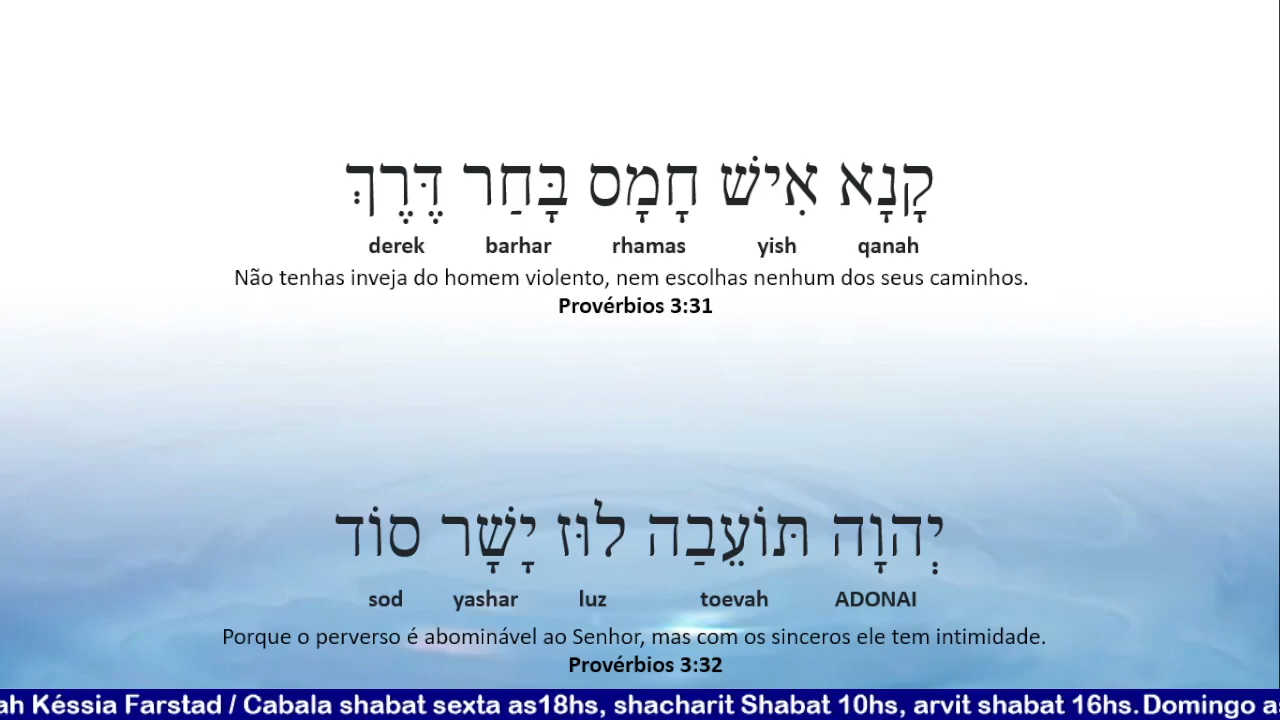 קָנָא אִישׁ חָמָס בָּחַר דֶּרֶךְ
derek barhar rhamas yish qanah
Não tenhas inveja do homem violento, nem escolhas nenhum dos seus caminhos.
Provérbios 3:31
יְהוָה תּוֹעֵבַה לוּז יָשָׁר סוֹד
sod yashar luz toevah ADONAI
Porque o perverso é abominável ao Senhor, mas com os sinceros ele tem intimidade.
Provérbios 3:32
ah Késsia Farstad / Cabala shabat sexta as18hs, shacharit Shabat 10hs, arvit shabat 16hs.Domingo as